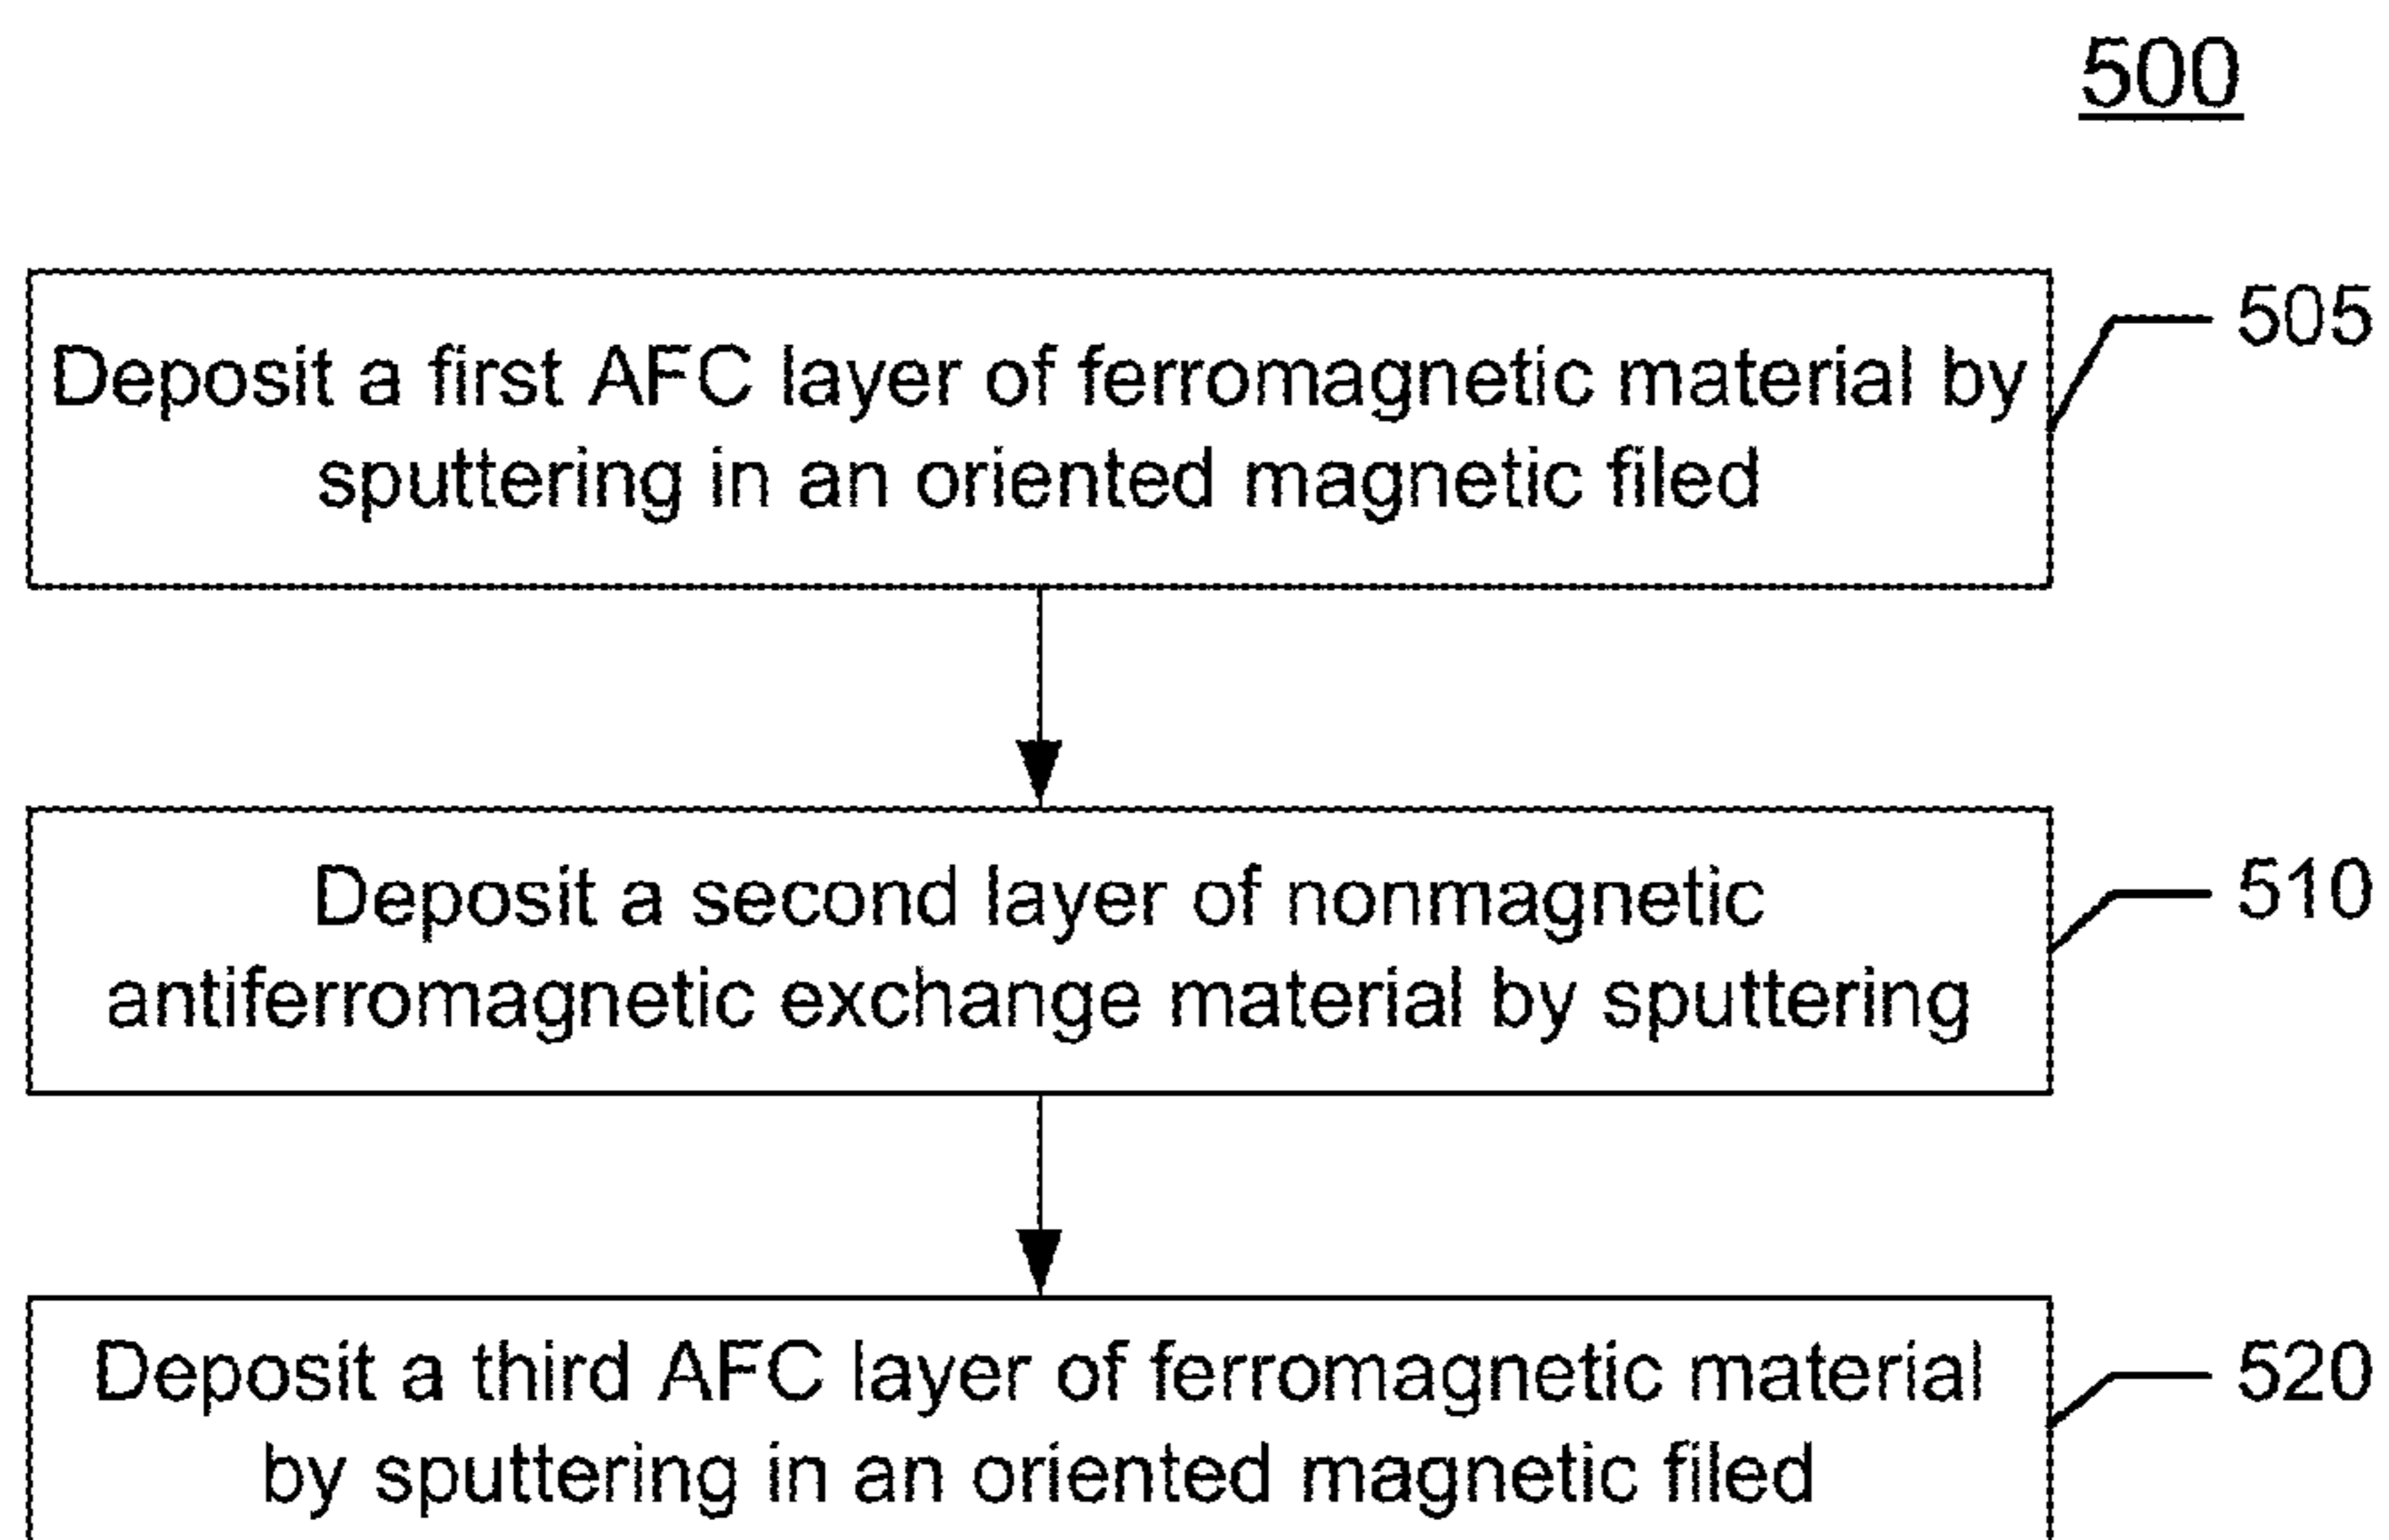 500
Deposit a first AFC layer of ferromagnetic material by
sputtering in an oriented magnetic filed
505
Deposit a second layer of nonmagnetic
antiferromagnetic exchange material by sputtering
510
Deposit a third AFC layer of ferromagnetic material
by sputtering in an oriented magnetic filed
520